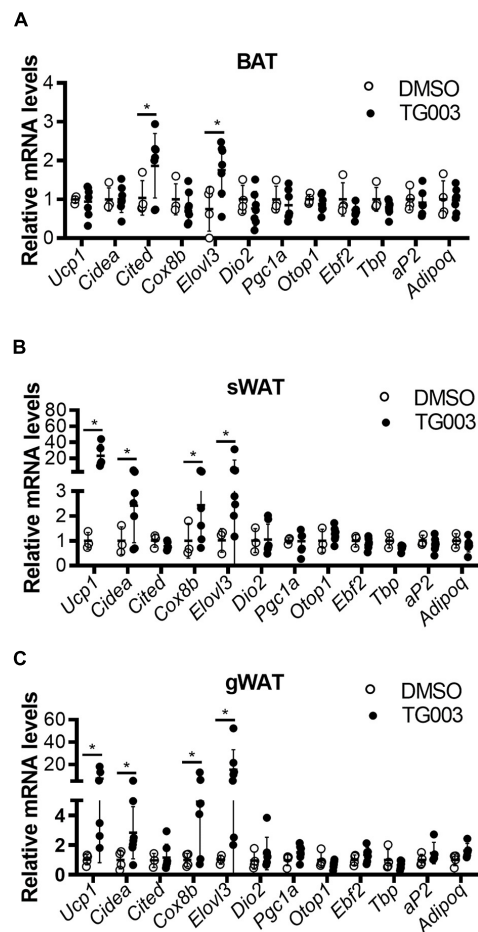 A
BAT
DMSO
TG003
Relative mRNA levels
4
3
2
1
0
*
*
Ucp1
Cidea
Cited
Cox8b
Elovl3
Dio2
Pgc1a
Otop1
Ebf2
Tbp
aP2
Adipoq
B
sWAT
DMSO
TG003
Relative mRNA levels
80
60
40
20
3
2
1
0
*
*
*
*
Ucp1
Cidea
Cited
Cox8b
Elovl3
Dio2
Pgc1a
Otop1
Ebf2
Tbp
aP2
Adipoq
C
gWAT
DMSO
TG003
Relative mRNA levels
60
40
20
4
2
0
*
*
*
*
Ucp1
Cidea
Cited
Cox8b
Elovl3
Dio2
Pgc1a
Otop1
Ebf2
Tbp
aP2
Adipoq